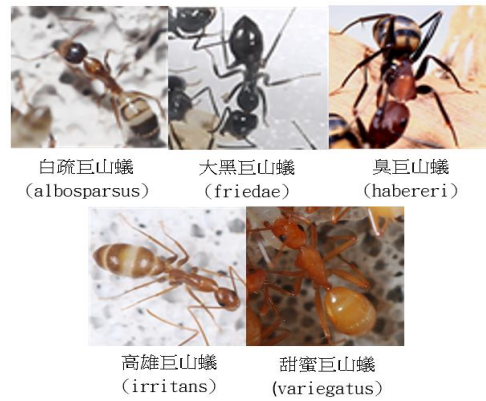 白疏巨山蟻
(albosparsus)
大黑巨山蟻
(friedae)
臭巨山蟻
(habereri)
高雄巨山蟻
(irritans)
甜蜜巨山蟻
(variegatus)